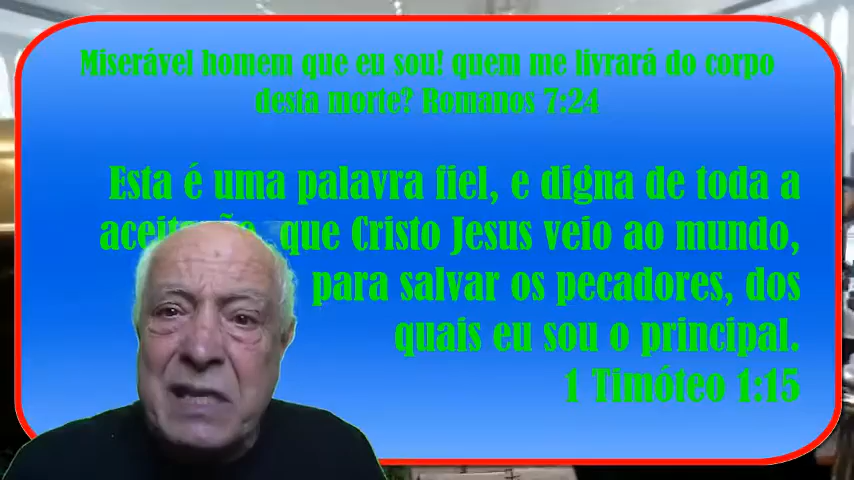 Miserável homem que eu sou! quem me livrará do corpo
desta morte? Romanos 7:24
Esta é uma palavra fiel, e digna de toda a
que Cristo Jesus veio ao mundo,
para salvar os pecadores, dos
quais eu sou o principal.
1 Timóteo 1:15